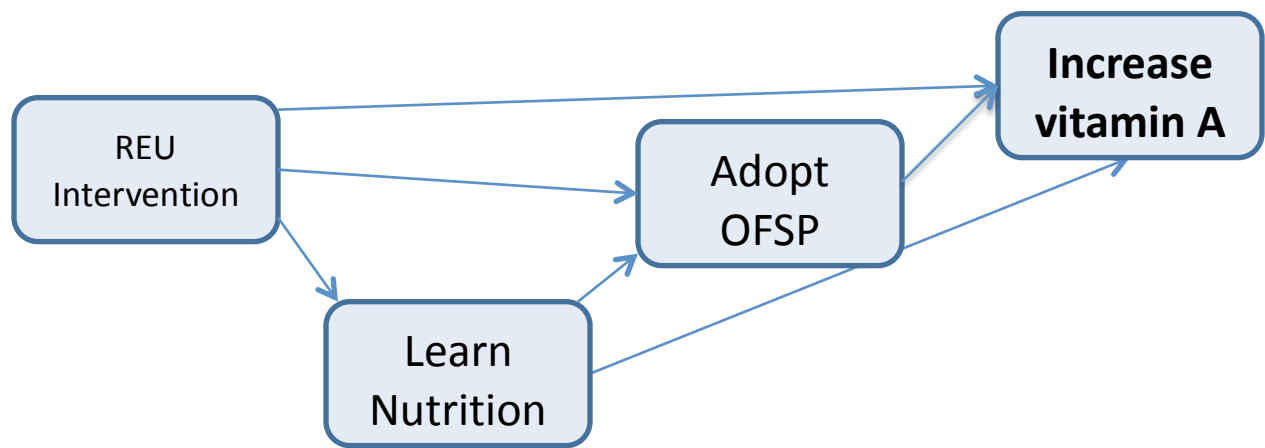 REU
Intervention
Learn
Nutrition
Adopt
OFSP
Increase
vitamin A